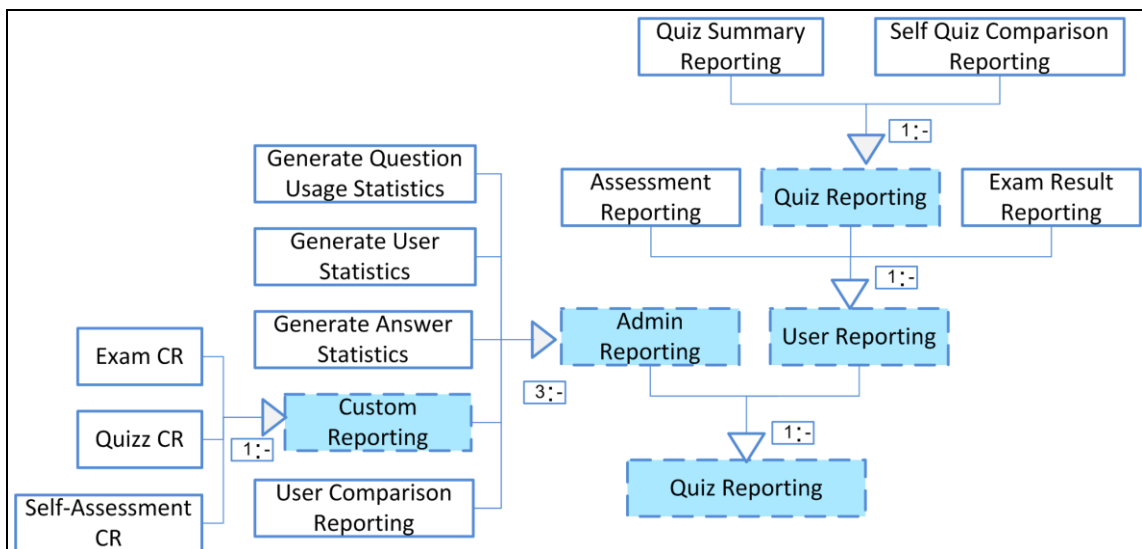 Quiz Summary
Reporting
Self Quiz Comparison
Reporting
1:-
Generate Question
Usage Statistics
Assessment
Reporting
Quiz Reporting
Exam Result
Reporting
Generate User
Statistics
1:-
Generate Answer
Statistics
Admin
Reporting
User Reporting
Exam CR
3:-
Custom
Reporting
Quizz CR
1:-
1:-
Quiz Reporting
User Comparison
Reporting
Self-Assessment
CR